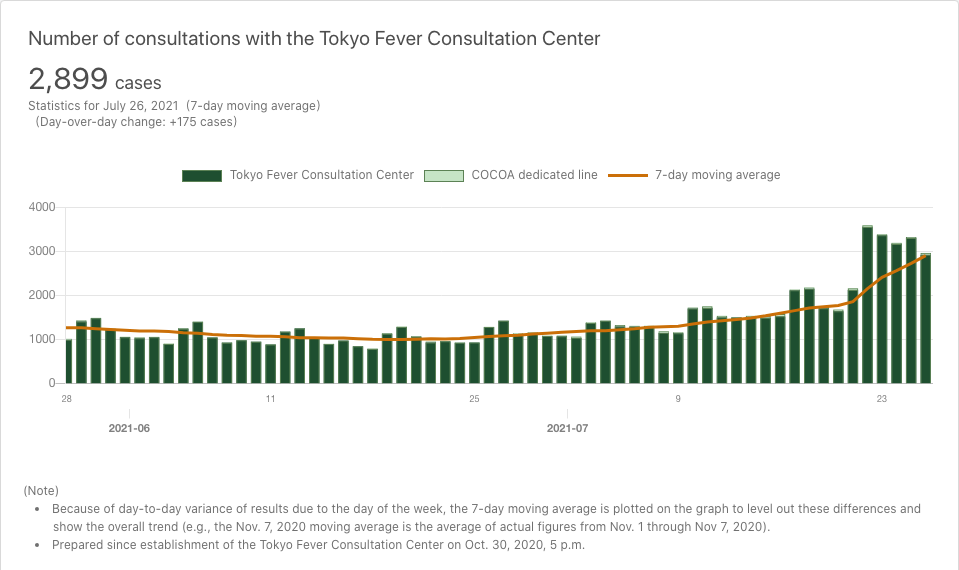 Number of consultations with the Tokyo Fever Consultation Center
2,899 cases
Statistics for July 26, 2021 (7-day moving average)
(Day-over-day change: +175 cases)
Tokyo Fever Consultation Center COCOA dedicated line 7-day moving average
4000
3000
2000
1000
0
28 11 25 9 23
2021-06 2021-07
(Note)
• Because of day-to-day variance of results due to the day of the week, the 7-day moving average is plotted on the graph to level out these differences and
show the overall trend (e.g., the Nov. 7, 2020 moving average is the average of actual figures from Nov. 1 through Nov 7, 2020).
• Prepared since establishment of the Tokyo Fever Consultation Center on Oct. 30, 2020, 5 p.m.